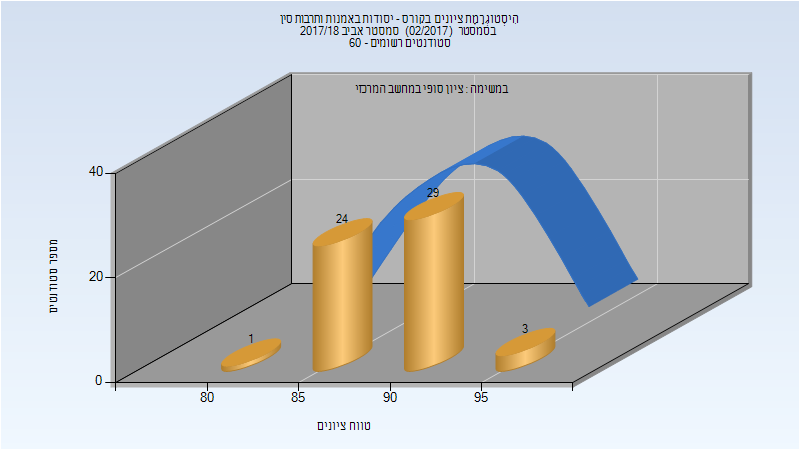 היסטוגרמת ציונים בקורס - יסודות באמנות ותרבות סין
בסמסטר (02/2017) סמסטר אביב 2017/18
סטודנטים רשומים - 60
במשימה : ציון סופי במחשב המרכזי
מספר סטודנטים
40
20
0
1
24
29
3
80
85
90
95
טווח ציונים